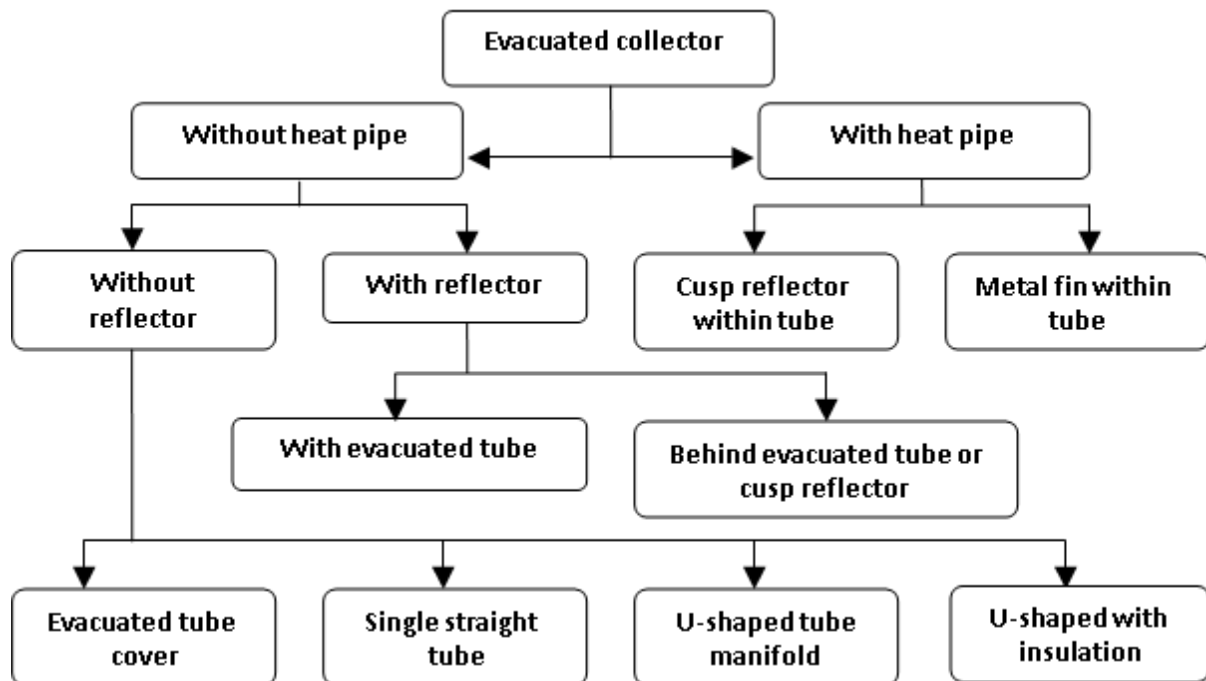 Evacuated collector
Without heat pipe
With heat pipe
Without
reflector
With reflector
Cusp reflector
within tube
Metal fin within
tube
With evacuated tube
Behind evacuated tube or
cusp reflector
Evacuated tube
cover
Single straight
tube
U-shaped tube
manifold
U-shaped with
insulation